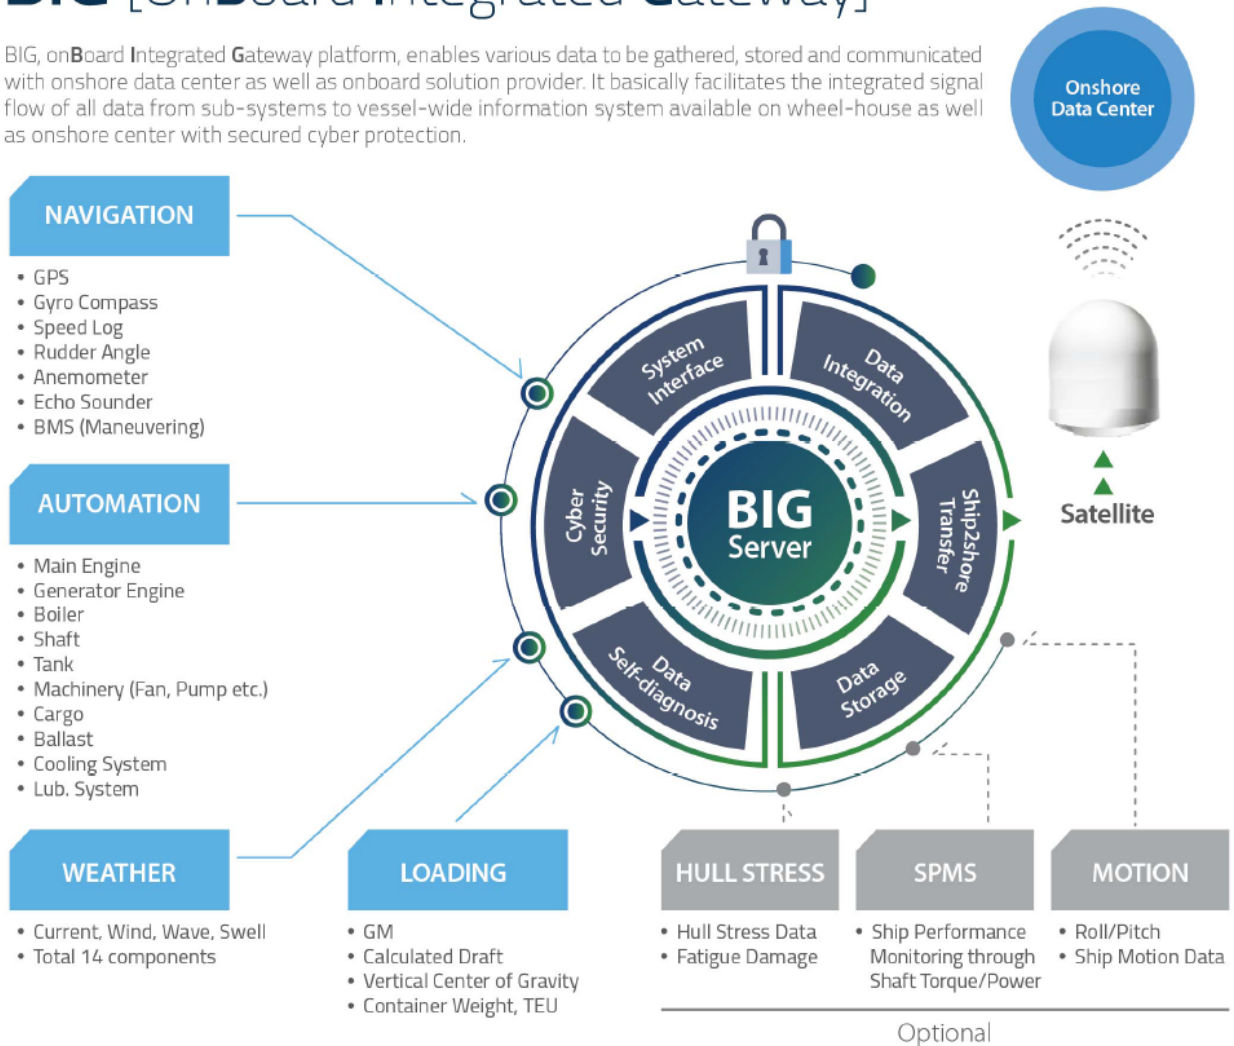 BIG [OnBoard Integrated Gateway]
BIG, onBoard Integrated Gateway platform, enables various data to be gathered, stored and communicated
with onshore data center as well as onboard solution provider. It basically facilitates the integrated signal
flow of all data from sub-systems to vessel-wide information system available on wheel-house as well
as onshore center with secured cyber protection.
Onshore
Data Center
NAVIGATION
• GPS
• Gyro Compass
• Speed Log
• Rudder Angle
• Anemometer
• Echo Sounder
• BMS (Maneuvering)
AUTOMATION
• Main Engine
• Generator Engine
• Boiler
• Shaft
• Tank
• Machinery (Fan, Pump etc.)
• Cargo
• Ballast
• Cooling System
• Lub. System
System
Interface
Data
Integration
Cyber
Security
BIG
Server
Ship2shore
Transfer
Data
Self-diagnosis
Data
Storage
Satellite
WEATHER
• Current, Wind, Wave, Swell
• Total 14 components
LOADING
• GM
• Calculated Draft
• Vertical Center of Gravity
• Container Weight, TEU
HULL STRESS
• Hull Stress Data
• Fatigue Damage
SPMS
• Ship Performance
Monitoring through
Shaft Torque/Power
MOTION
• Roll/Pitch
• Ship Motion Data
Optional